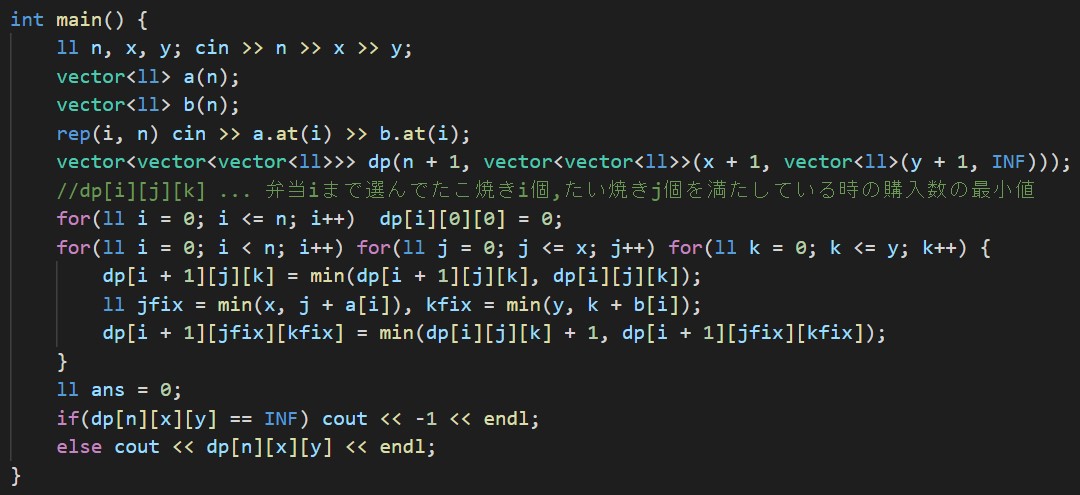 int main() {
    ll n, x, y; cin >> n >> x >> y;
    vector<ll> a(n);
    vector<ll> b(n);
    rep(i, n) cin >> a.at(i) >> b.at(i);
    vector<vector<vector<ll>>> dp(n + 1, vector<vector<ll>>(x + 1, vector<ll>(y + 1, INF)));
    //dp[i][j][k] ... 弁当iまで選んでたこ焼きi個,たい焼きj個を満たしている時の購入数の最小値
    for(ll i = 0; i <= n; i++)  dp[i][0][0] = 0;
    for(ll i = 0; i < n; i++) for(ll j = 0; j <= x; j++) for(ll k = 0; k <= y; k++) {
        dp[i + 1][j][k] = min(dp[i + 1][j][k], dp[i][j][k]);
        ll jfix = min(x, j + a[i]), kfix = min(y, k + b[i]);
        dp[i + 1][jfix][kfix] = min(dp[i][j][k] + 1, dp[i + 1][jfix][kfix]);
    }
    ll ans = 0;
    if(dp[n][x][y] == INF) cout << -1 << endl;
    else cout << dp[n][x][y] << endl;
}